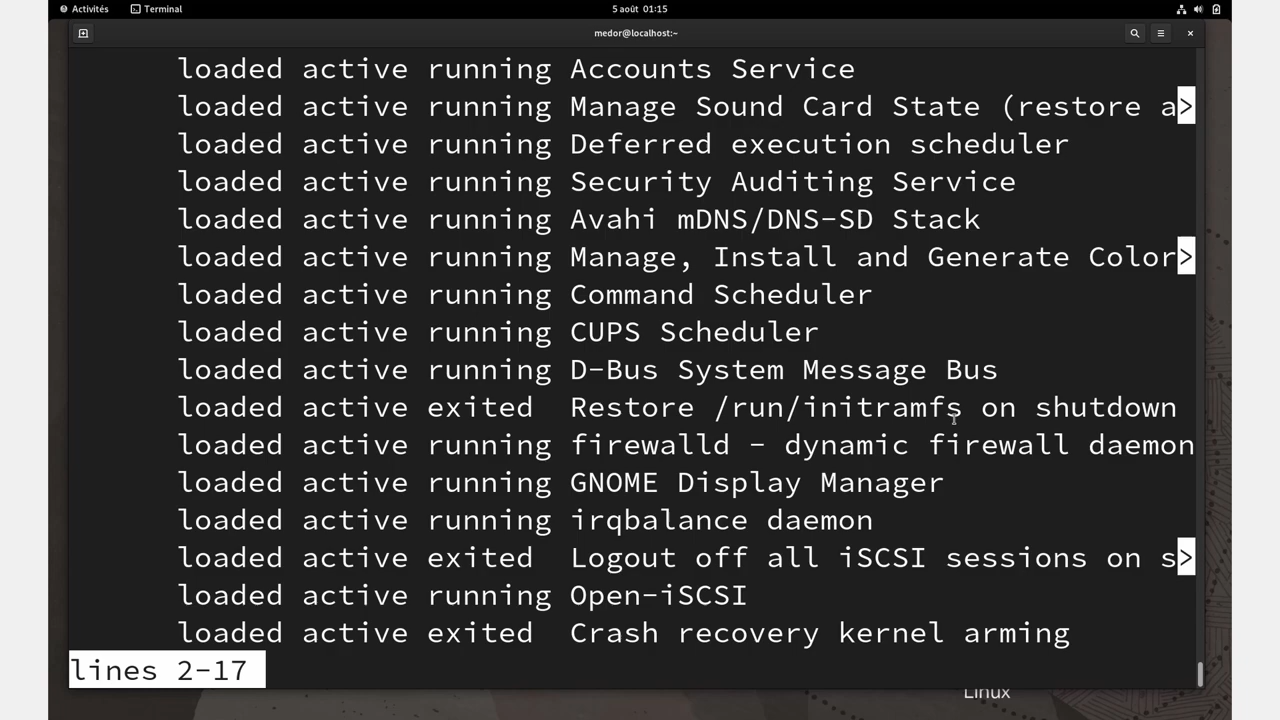 Activités Terminal 5 août 01:15
medor@localhost:~
loaded active running Accounts Service
loaded active running Manage Sound Card State (restore a>
loaded active running Deferred execution scheduler
loaded active running Security Auditing Service
loaded active running Avahi mDNS/DNS-SD Stack
loaded active running Manage, Install and Generate Color>
loaded active running Command Scheduler
loaded active running CUPS Scheduler
loaded active running D-Bus System Message Bus
loaded active exited Restore /run/initramfs on shutdown
loaded active running firewalld - dynamic firewall daemon
loaded active running GNOME Display Manager
loaded active running irqbalance daemon
loaded active exited Logout off all iSCSI sessions on s>
loaded active running Open-iSCSI
loaded active exited Crash recovery kernel arming
lines 2-17
Linux